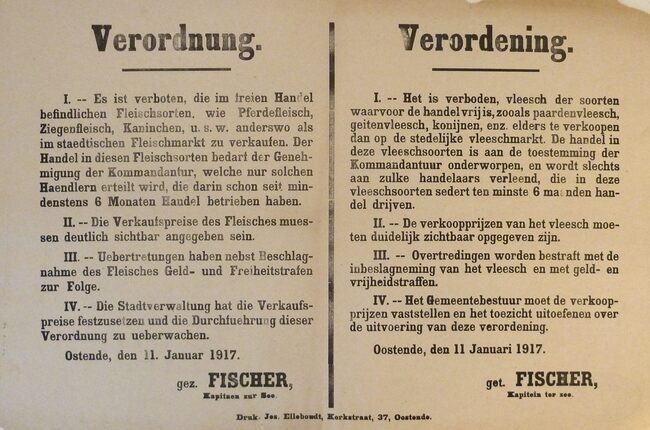 Verordnung.
I. -- Es ist verboten, die im freien Handel
befindlichen Fleischsorten, wie Pferdefleisch,
Ziegenfleisch, Kaninchen, u. s. w. anderswo als
im staedtischen Fleischmarkt zu verkaufen. Der
Handel in diesen Fleischsorten bedarf der Geneh-
migung der Kommandantur, welche nur solchen
Haendlern erteilt wird, die darin schon seit min-
denstens 6 Monaten Handel betrieben haben.
II. -- Die Verkaufspreise des Fleisches mues-
sen deutlich sichtbar angegeben sein.
III. -- Uebertretungen haben nebst Beschlag-
nahme des Fleisches Geld- und Freiheitstrafen
zur Folge.
IV. -- Die Stadtverwaltung hat die Verkaufs-
preise festzusetzen und die Durchfuehrung dieser
Verordnung zu ueberwachen.
Ostende, den 11. Januar 1917.
gez. FISCHER,
Kapitaen zur See.
Verordening.
I. -- Het is verboden, vleesch der soorten
waarvoor de handel vrij is, zooals paardenvleesch,
geitenvleesch, konijnen, enz. elders te verkoopen
dan op de stedelijke vleeschmarkt. De handel in
deze vleeschsoorten is aan de toestemming der
Kommandantuur onderworpen, en wordt slechts
aan zulke handelaars verleend, die in deze
vleeschsoorten sedert ten minste 6 maanden han-
del drijven.
II. -- De verkoopprijzen van het vleesch moe-
ten duidelijk zichtbaar opgegeven zijn.
III. -- Overtredingen worden bestraft met de
inbeslagneming van het vleesch en met geld- en
vrijheidstraffen.
IV. -- Het Gemeentebestuur moet de verkoop-
prijzen vaststellen en het toezicht uitoefenen over
de uitvoering van deze verordening.
Oostende, den 11 Januari 1917.
get. FISCHER,
Kapitein ter zee.
Druk. Jos. Elleboudt, Kerkstraat, 37, Oostende.